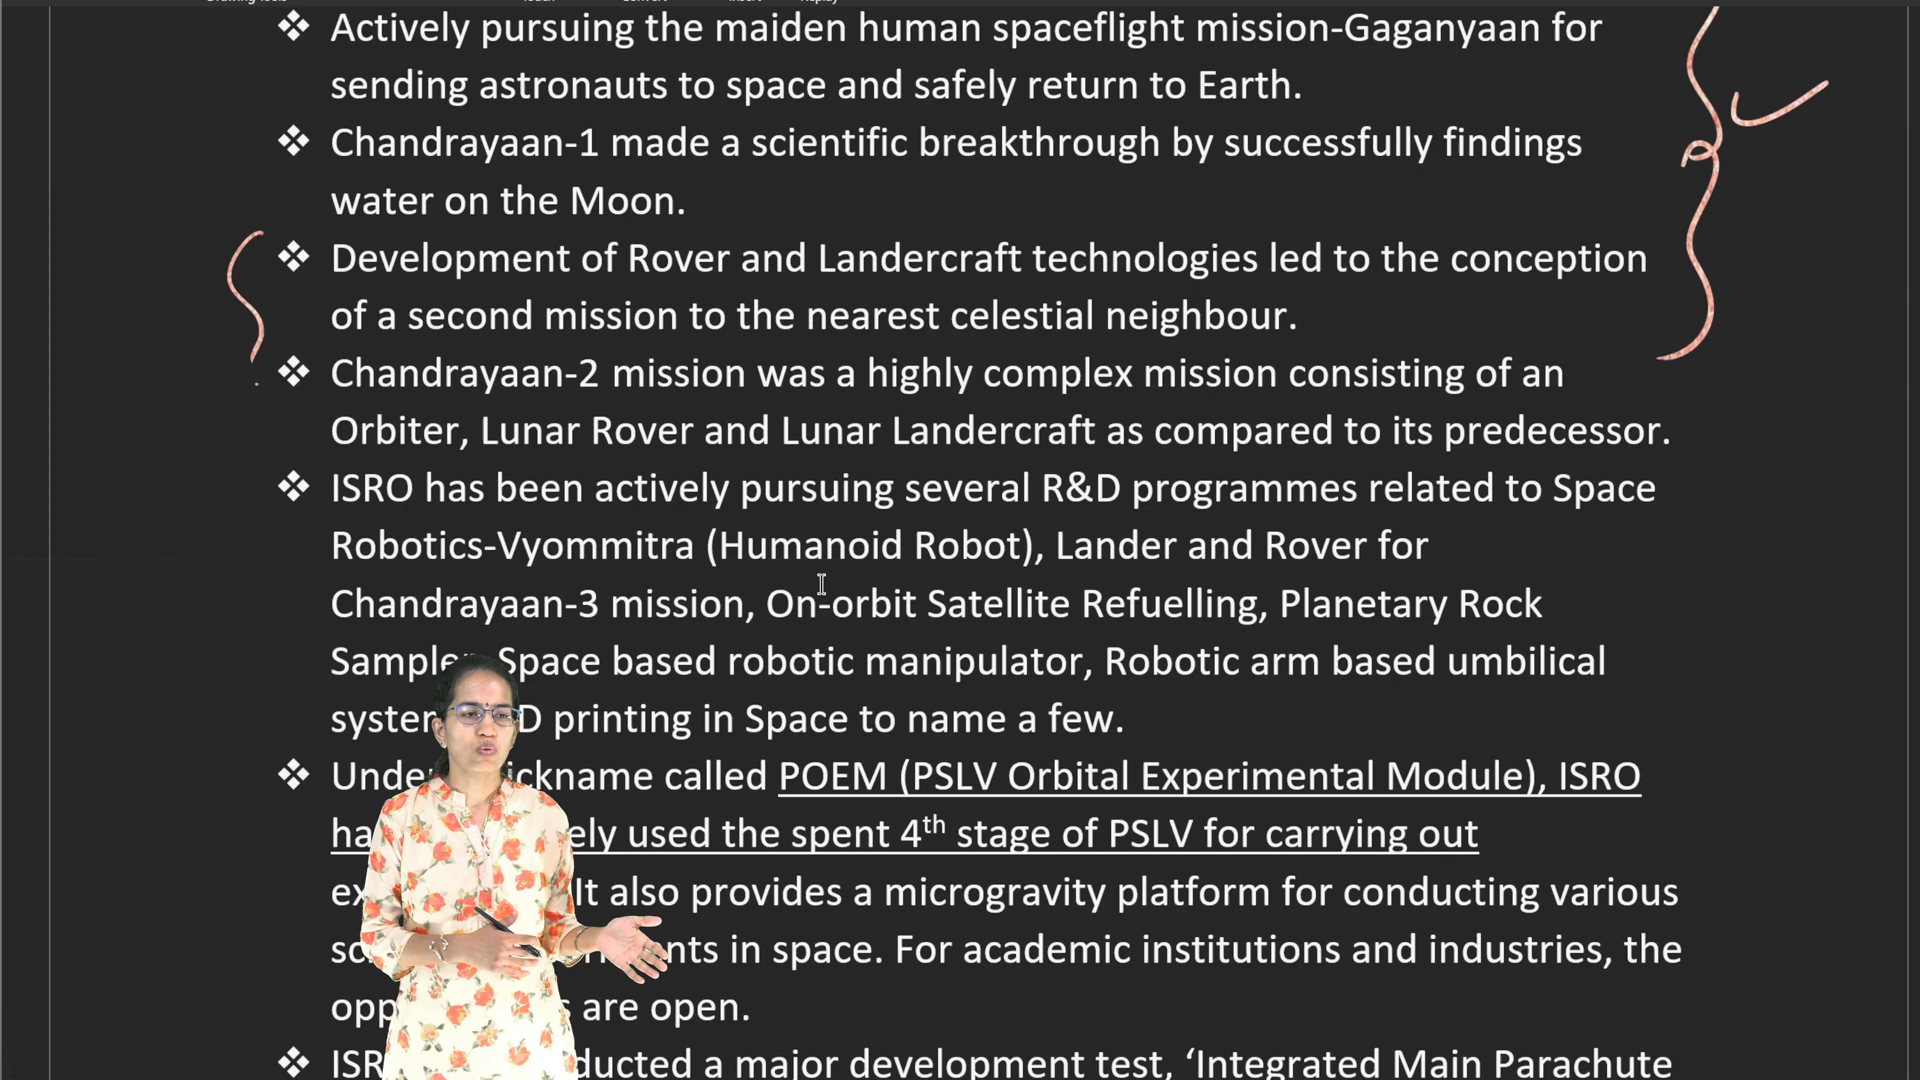 ❖ Actively pursuing the maiden human spaceflight mission-Gaganyaan for
sending astronauts to space and safely return to Earth.
❖ Chandrayaan-1 made a scientific breakthrough by successfully findings
water on the Moon.
❖ Development of Rover and Landercraft technologies led to the conception
of a second mission to the nearest celestial neighbour.
❖ Chandrayaan-2 mission was a highly complex mission consisting of an
Orbiter, Lunar Rover and Lunar Landercraft as compared to its predecessor.
❖ ISRO has been actively pursuing several R&D programmes related to Space
Robotics-Vyommitra (Humanoid Robot), Lander and Rover for
Chandrayaan-3 mission, On-orbit Satellite Refuelling, Planetary Rock
Space based robotic manipulator, Robotic arm based umbilical
printing in Space to name a few.
❖ called POEM (PSLV Orbital Experimental Module), ISRO
used the spent 4th stage of PSLV for carrying out
It also provides a microgravity platform for conducting various
in space. For academic institutions and industries, the
are open.
❖ a major development test, ‘Integrated Main Parachute